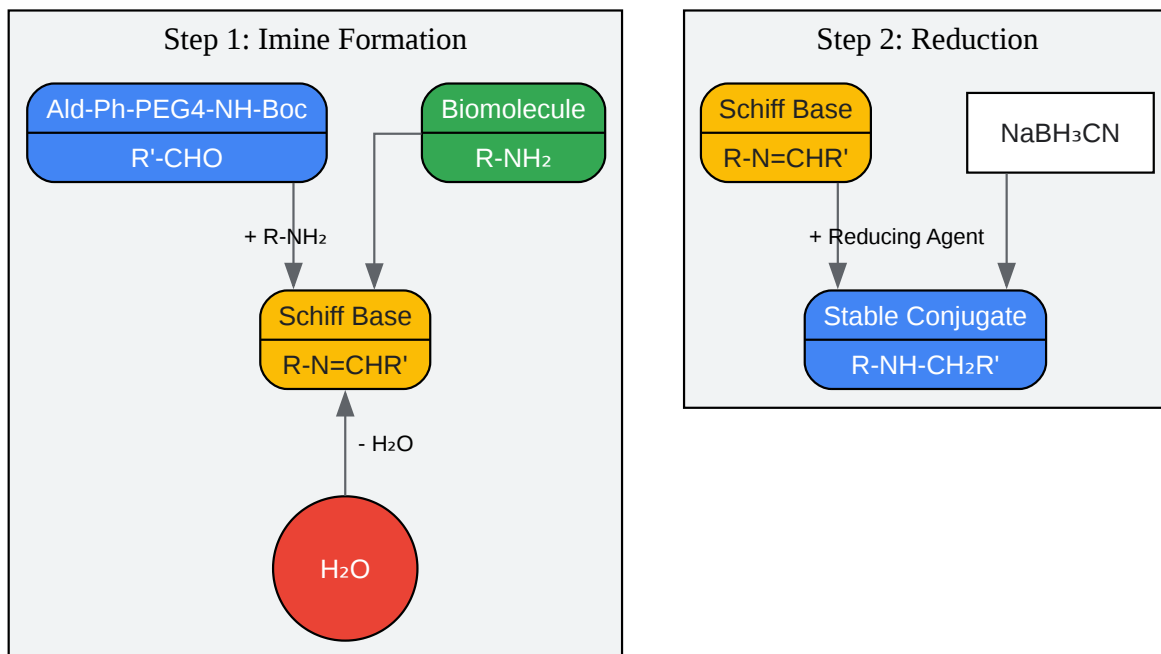 Step 1: Imine Formation
Ald-Ph-PEG4-NH-Boc
R'-CHO
Biomolecule
R-NH₂
+ R-NH₂
Schiff Base
R-N=CHR'
- H₂O
H₂O
Step 2: Reduction
Schiff Base
R-N=CHR'
NaBH₃CN
+ Reducing Agent
Stable Conjugate
R-NH-CH₂R'